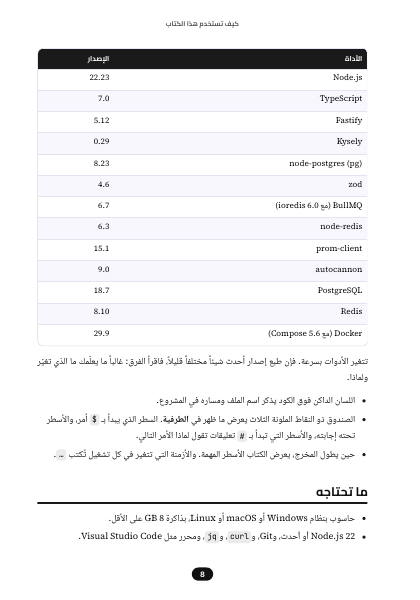 كيف تستخدم هذا الكتاب
الأداة الإصدار
Node.js 22.23
TypeScript 7.0
Fastify 5.12
Kysely 0.29
node-postgres (pg) 8.23
zod 4.6
BullMQ (مع ioredis 6.0) 6.7
node-redis 6.3
prom-client 15.1
autocannon 9.0
PostgreSQL 18.7
Redis 8.10
Docker (مع Compose 5.6) 29.9
تتغير الأدوات بسرعة. فإن طبع إصدار أحدث شيئاً مختلفاً قليلاً، فاقرأ الفرق: غالباً ما يعلّمك ما الذي تغيّر
ولماذا.
• اللسان الداكن فوق الكود يذكر اسم الملف ومساره في المشروع.
• الصندوق ذو النقاط الملونة الثلاث يعرض ما ظهر في الطرفية. السطر الذي يبدأ بـ $ أمر، والأسطر
تحته إجابته، والأسطر التي تبدأ بـ # تعليقات تقول لماذا الأمر التالي.
• حين يطول المخرج، يعرض الكتاب الأسطر المهمة. والأزمنة التي تتغير في كل تشغيل تُكتب ….
ما تحتاجه
• حاسوب بنظام Windows أو macOS أو Linux، بذاكرة 8 GB على الأقل.
• Node.js 22 أو أحدث، وGit، و curl، و jq، ومحرر مثل Visual Studio Code.
8